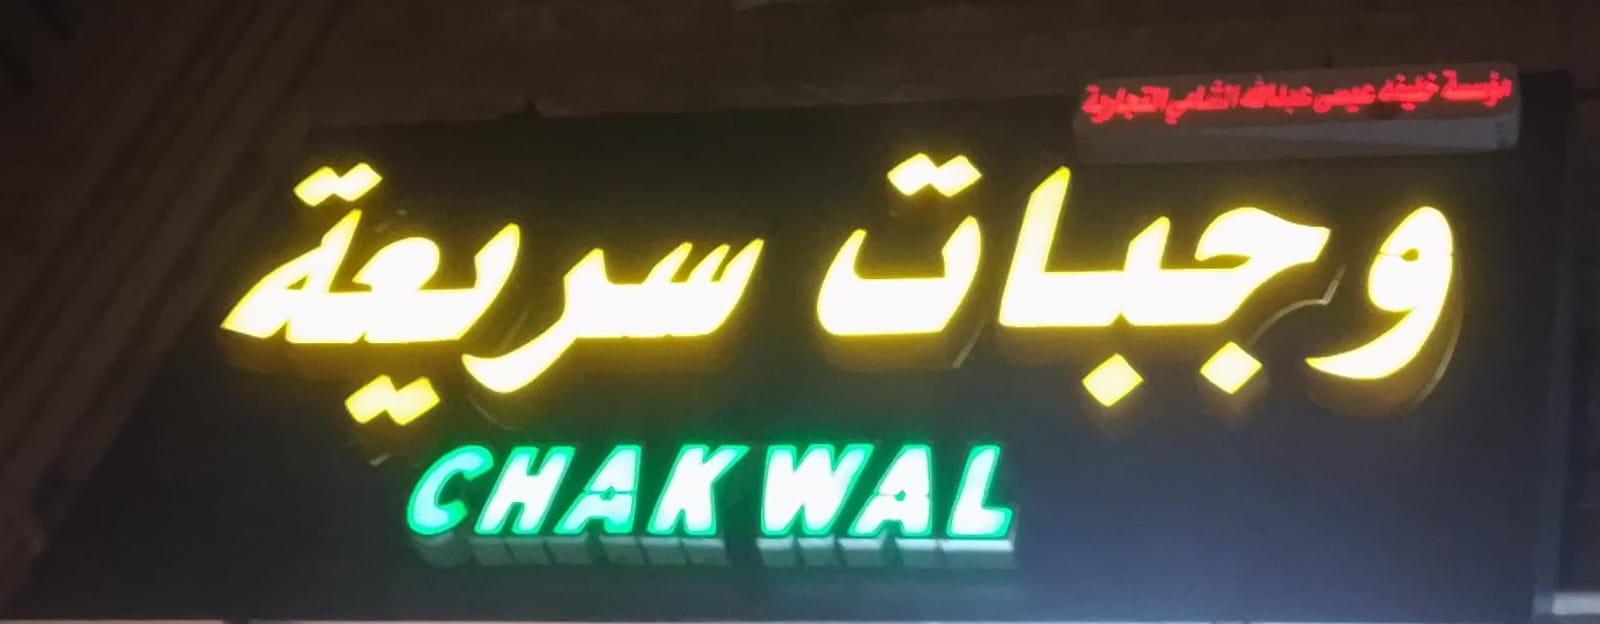 مؤسسة خليفه عيسى عبدالله الشامي التجارية
وجبات سريعة
CHAKWAL